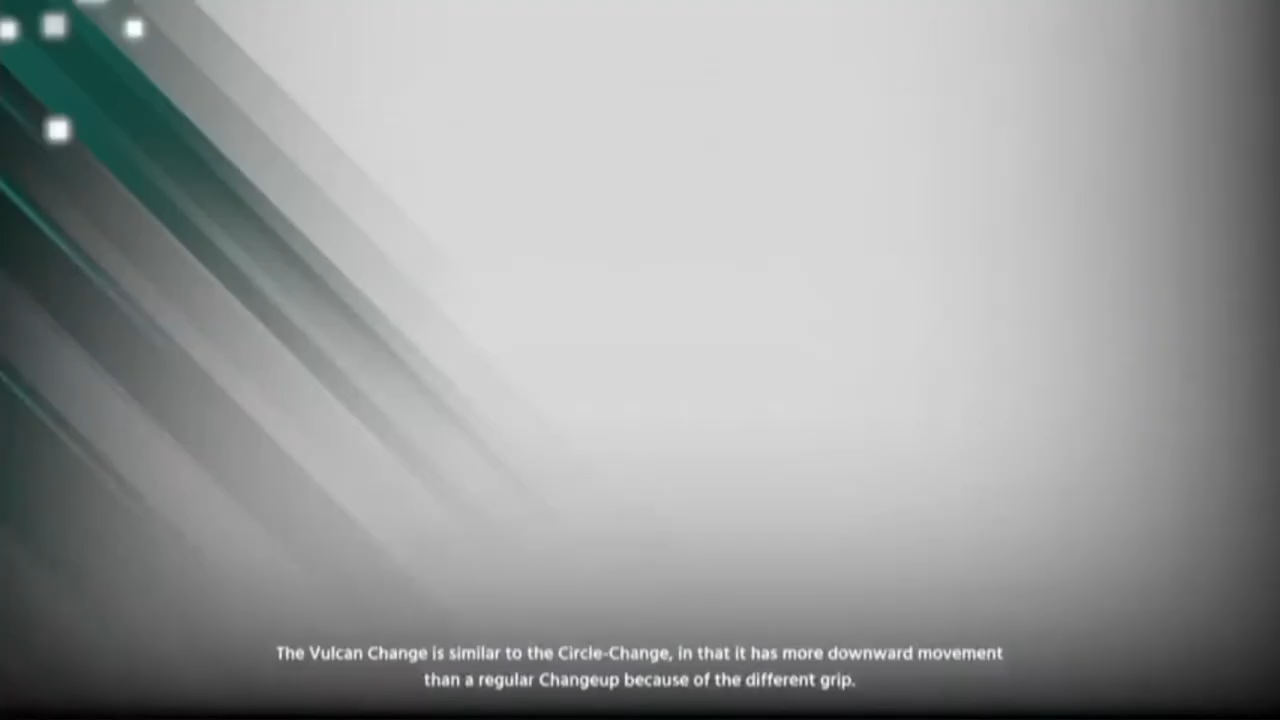 The Vulcan Change is similar to the Circle-Change, in that it has more downward movement
than a regular Changeup because of the different grip.